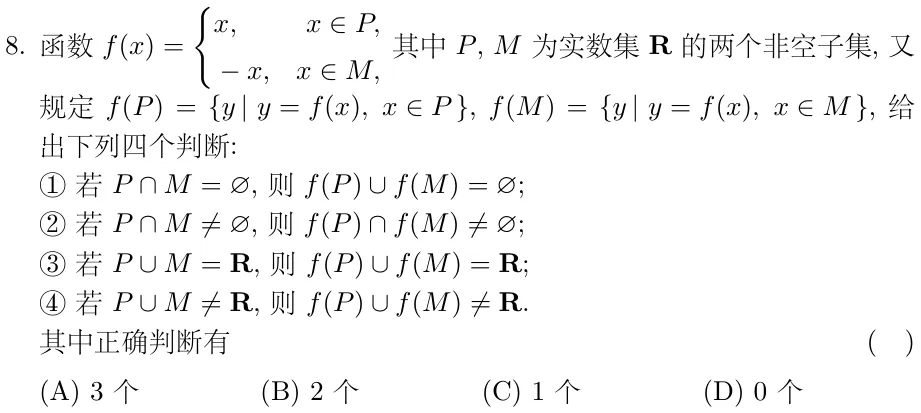 8. 函数 f(x) = { x, x ∈ P, −x, x ∈ M, 其中 P, M 为实数集 R 的两个非空子集, 又
规定 f(P) = {y | y = f(x), x ∈ P}, f(M) = {y | y = f(x), x ∈ M}, 给
出下列四个判断:
① 若 P ∩ M = ∅, 则 f(P) ∪ f(M) = ∅;
② 若 P ∩ M ≠ ∅, 则 f(P) ∩ f(M) ≠ ∅;
③ 若 P ∪ M = R, 则 f(P) ∪ f(M) = R;
④ 若 P ∪ M ≠ R, 则 f(P) ∪ f(M) ≠ R.
其中正确判断有 ( )
(A) 3 个 (B) 2 个 (C) 1 个 (D) 0 个